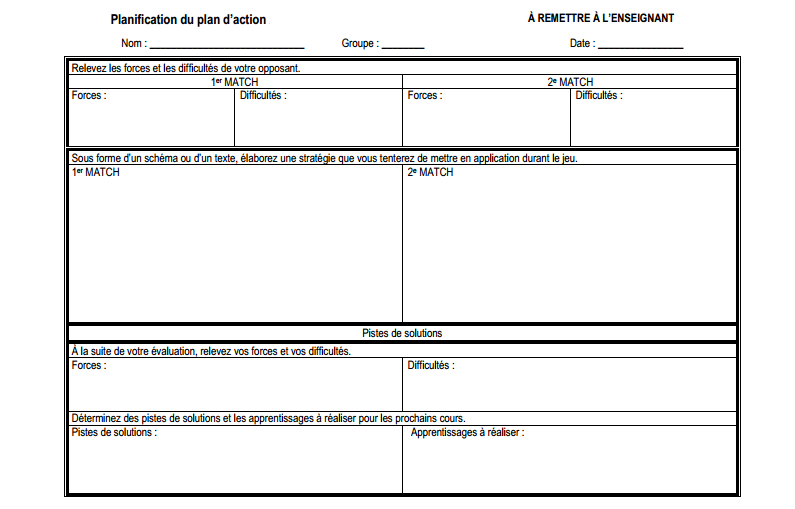 Planification du plan d'action À REMETTRE À L'ENSEIGNANT
Nom : ___________________________ Groupe : _______ Date : _______________
Relevez les forces et les difficultés de votre opposant.
1er MATCH 2e MATCH
Forces : Difficultés : Forces : Difficultés :
Sous forme d'un schéma ou d'un texte, élaborez une stratégie que vous tenterez de mettre en application durant le jeu.
1er MATCH 2e MATCH
Pistes de solutions
À la suite de votre évaluation, relevez vos forces et vos difficultés.
Forces : Difficultés :
Déterminez des pistes de solutions et les apprentissages à réaliser pour les prochains cours.
Pistes de solutions : Apprentissages à réaliser :